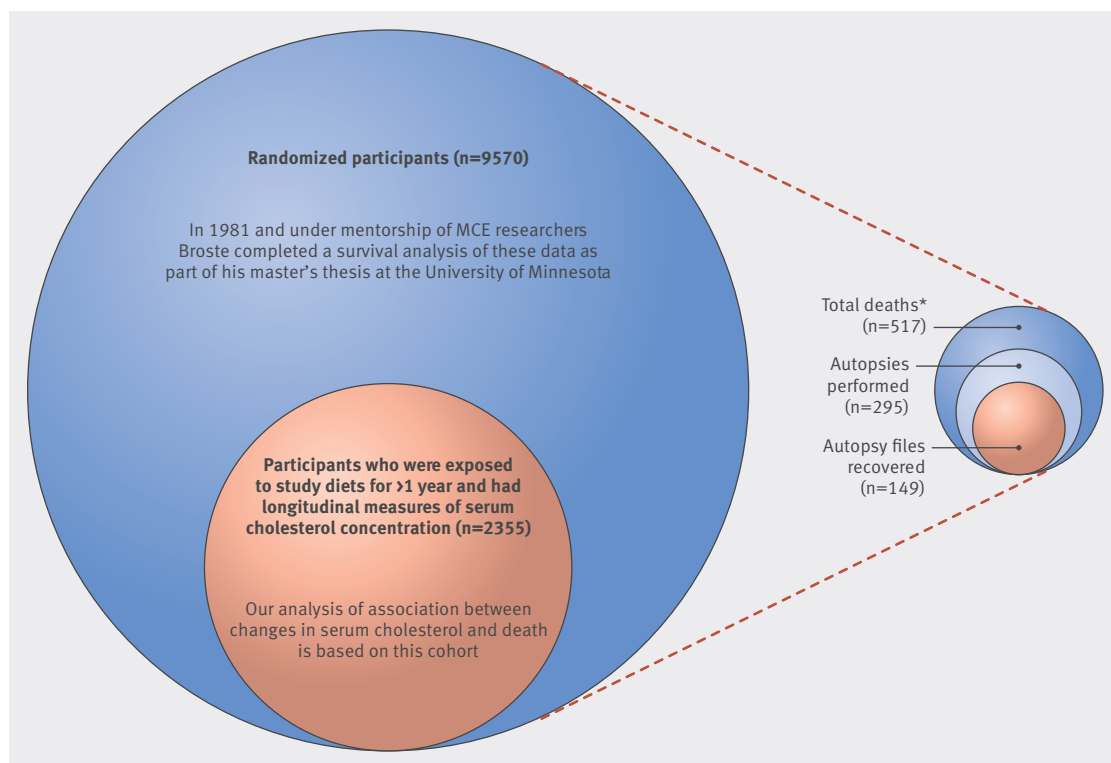 Randomized participants (n=9570)
In 1981 and under mentorship of MCE researchers
Broste completed a survival analysis of these data as
part of his master’s thesis at the University of Minnesota
Participants who were exposed
to study diets for >1 year and had
longitudinal measures of serum
cholesterol concentration (n=2355)
Our analysis of association between
changes in serum cholesterol and death
is based on this cohort
Total deaths*
(n=517)
Autopsies
performed
(n=295)
Autopsy files
recovered
(n=149)